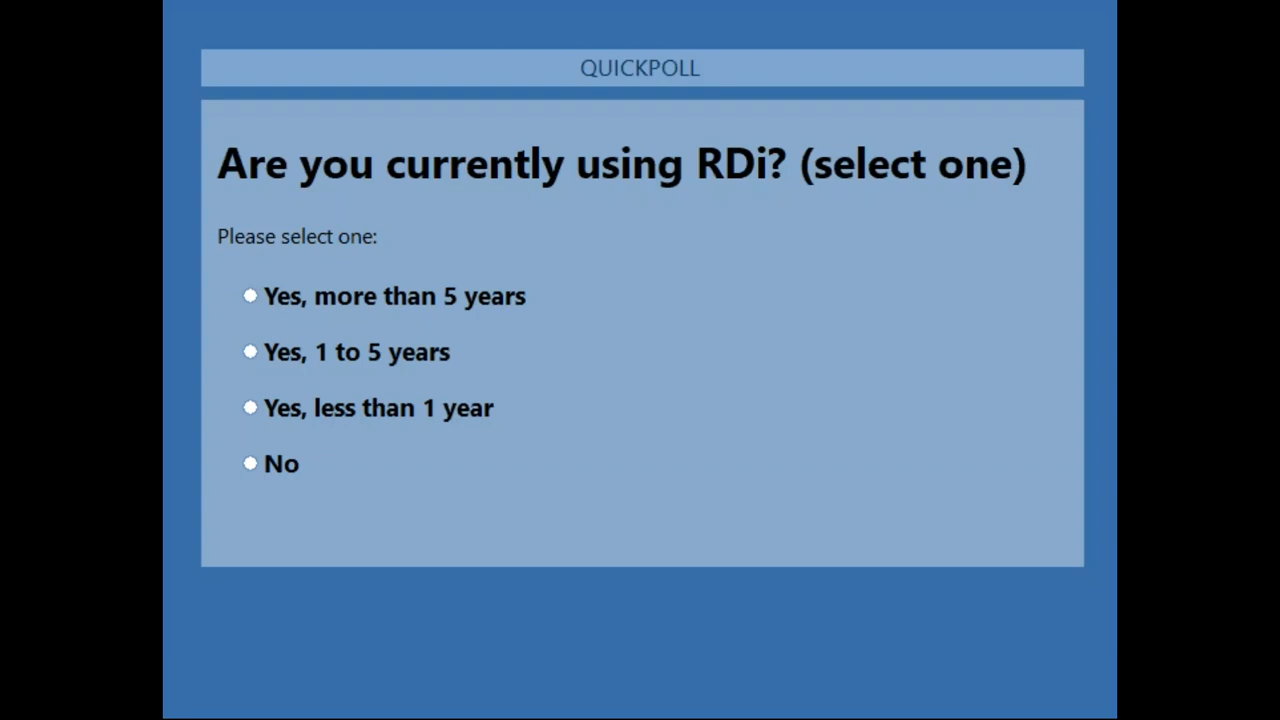 QUICKPOLL
Are you currently using RDi? (select one)
Please select one:
Yes, more than 5 years
Yes, 1 to 5 years
Yes, less than 1 year
No